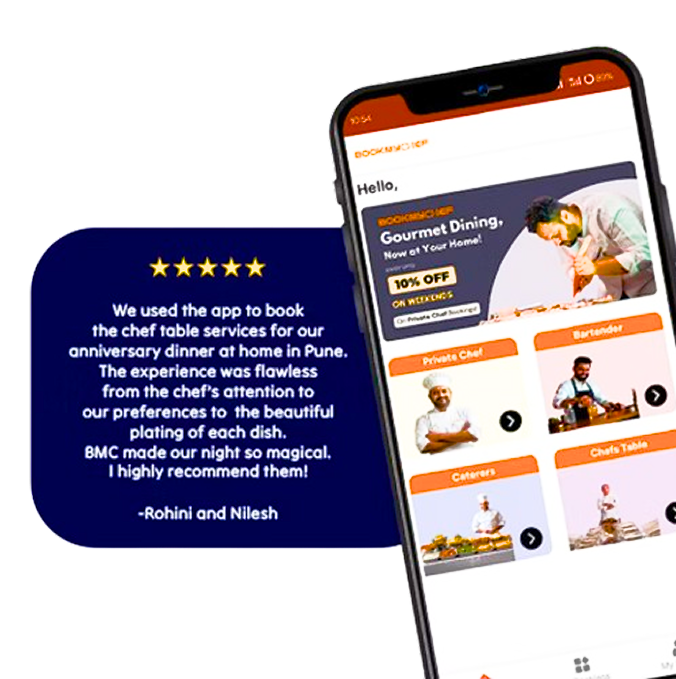 We used the app to book
the chef table services for our
anniversary dinner at home in Pune.
The experience was flawless
from the chef's attention to
our preferences to the beautiful
plating of each dish.
BMC made our night so magical.
I highly recommend them!
-Rohini and Nilesh
10:54
89%
BOOKMYCHEF
Hello,
BOOKMYCHEF
Gourmet Dining,
Now at Your Home!
10% OFF
ON WEEKENDS
On Private Chef Bookings!
Private Chef
Bartender
Caterers
Chefs Table
My